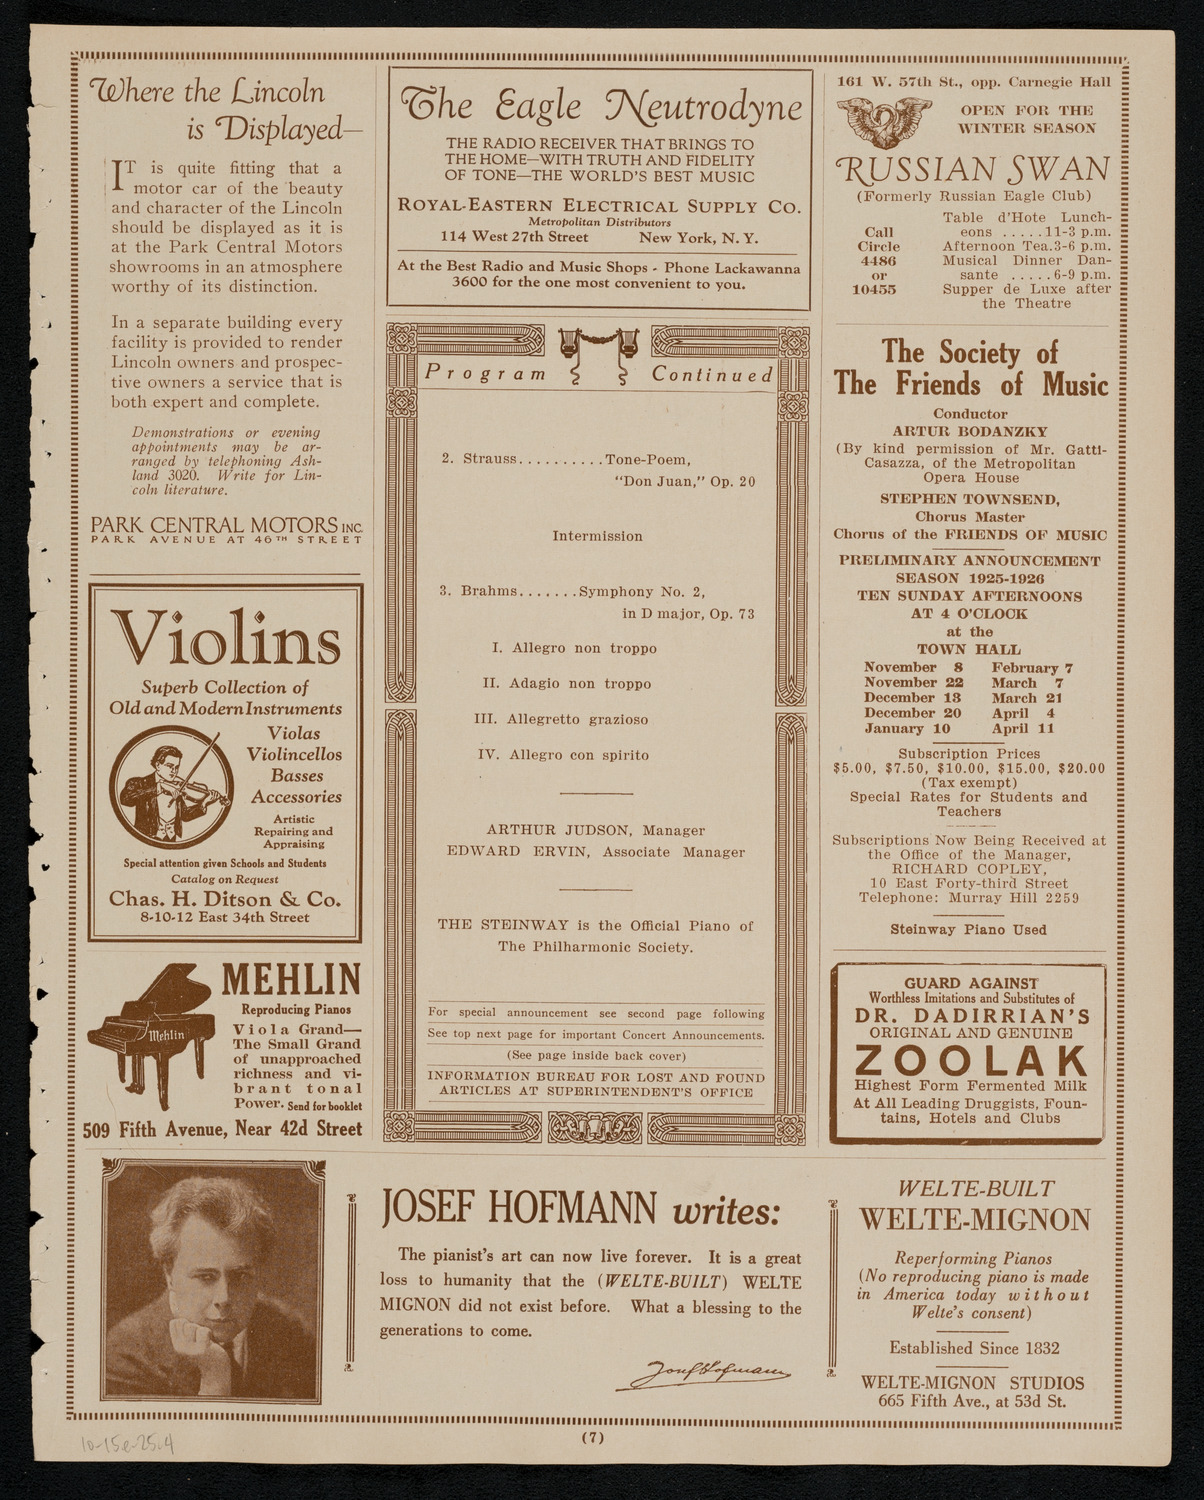 Where the Lincoln
is Displayed—
IT is quite fitting that a
motor car of the beauty
and character of the Lincoln
should be displayed as it is
at the Park Central Motors
showrooms in an atmosphere
worthy of its distinction.
In a separate building every
facility is provided to render
Lincoln owners and prospec-
tive owners a service that is
both expert and complete.
Demonstrations or evening
appointments may be ar-
ranged by telephoning Ash-
land 3020. Write for Lin-
coln literature.
PARK CENTRAL MOTORS INC.
PARK AVENUE AT 46TH STREET
Violins
Superb Collection of
Old and Modern Instruments
Violas
Violincellos
Basses
Accessories
Artistic
Repairing and
Appraising
Special attention given Schools and Students
Catalog on Request
Chas. H. Ditson & Co.
8-10-12 East 34th Street
Mehlin
MEHLIN
Reproducing Pianos
Viola Grand—
The Small Grand
of unapproached
richness and vi-
brant tonal
Power. Send for booklet
509 Fifth Avenue, Near 42d Street
The Eagle Neutrodyne
THE RADIO RECEIVER THAT BRINGS TO
THE HOME—WITH TRUTH AND FIDELITY
OF TONE—THE WORLD'S BEST MUSIC
ROYAL-EASTERN ELECTRICAL SUPPLY CO.
Metropolitan Distributors
114 West 27th Street New York, N. Y.
At the Best Radio and Music Shops - Phone Lackawanna
3600 for the one most convenient to you.
Program Continued
2. Strauss..........Tone-Poem,
"Don Juan," Op. 20
Intermission
3. Brahms.......Symphony No. 2,
in D major, Op. 73
I. Allegro non troppo
II. Adagio non troppo
III. Allegretto grazioso
IV. Allegro con spirito
ARTHUR JUDSON, Manager
EDWARD ERVIN, Associate Manager
THE STEINWAY is the Official Piano of
The Philharmonic Society.
For special announcement see second page following
See top next page for important Concert Announcements.
(See page inside back cover)
INFORMATION BUREAU FOR LOST AND FOUND
ARTICLES AT SUPERINTENDENT'S OFFICE
161 W. 57th St., opp. Carnegie Hall
OPEN FOR THE
WINTER SEASON
RUSSIAN SWAN
(Formerly Russian Eagle Club)
Call
Circle
4486
or
10455
Table d'Hote Lunch-
eons .....11-3 p.m.
Afternoon Tea.3-6 p.m.
Musical Dinner Dan-
sante .....6-9 p.m.
Supper de Luxe after
the Theatre
The Society of
The Friends of Music
Conductor
ARTUR BODANZKY
(By kind permission of Mr. Gatti-
Casazza, of the Metropolitan
Opera House
STEPHEN TOWNSEND,
Chorus Master
Chorus of the FRIENDS OF MUSIC
PRELIMINARY ANNOUNCEMENT
SEASON 1925-1926
TEN SUNDAY AFTERNOONS
AT 4 O'CLOCK
at the
TOWN HALL
November 8 February 7
November 22 March 7
December 13 March 21
December 20 April 4
January 10 April 11
Subscription Prices
$5.00, $7.50, $10.00, $15.00, $20.00
(Tax exempt)
Special Rates for Students and
Teachers
Subscriptions Now Being Received at
the Office of the Manager,
RICHARD COPLEY,
10 East Forty-third Street
Telephone: Murray Hill 2259
Steinway Piano Used
GUARD AGAINST
Worthless Imitations and Substitutes of
DR. DADIRRIAN'S
ORIGINAL AND GENUINE
ZOOLAK
Highest Form Fermented Milk
At All Leading Druggists, Foun-
tains, Hotels and Clubs
JOSEF HOFMANN writes:
The pianist's art can now live forever. It is a great
loss to humanity that the (WELTE-BUILT) WELTE
MIGNON did not exist before. What a blessing to the
generations to come.
Josef Hofmann
WELTE-BUILT
WELTE-MIGNON
Reperforming Pianos
(No reproducing piano is made
in America today without
Welte's consent)
Established Since 1832
WELTE-MIGNON STUDIOS
665 Fifth Ave., at 53d St.
(7)
10-15e-25.4